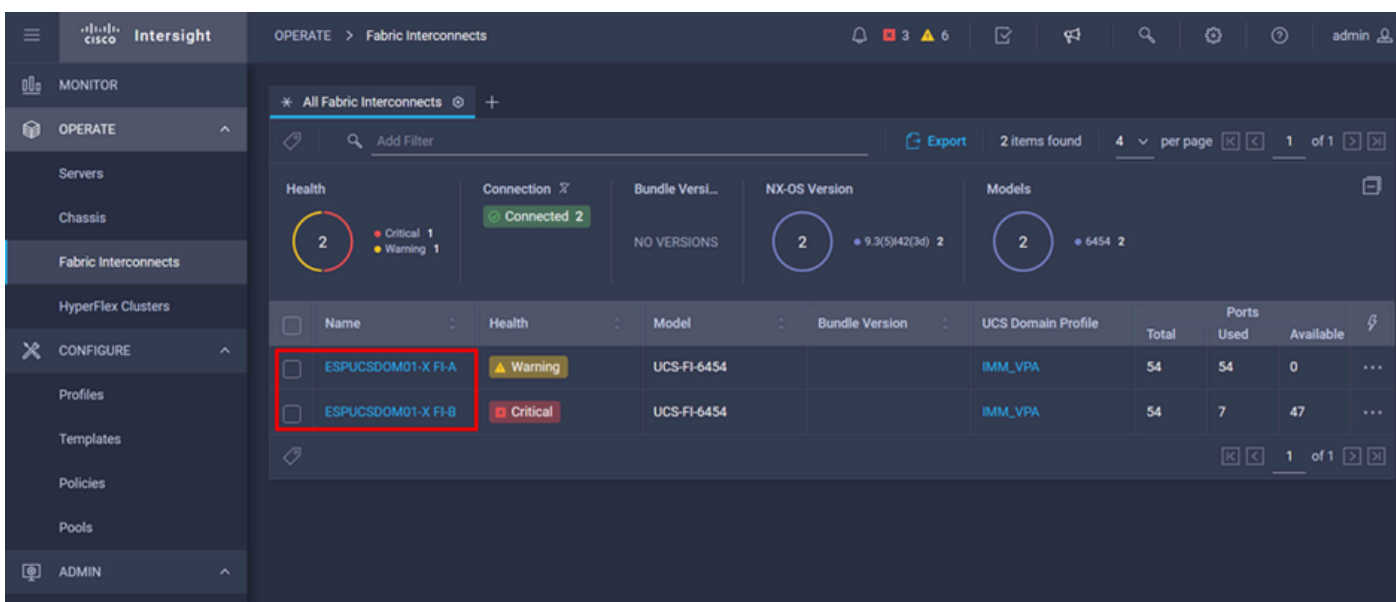 cisco Intersight
OPERATE > Fabric Interconnects
3 6
admin
MONITOR
OPERATE
Servers
Chassis
Fabric Interconnects
HyperFlex Clusters
CONFIGURE
Profiles
Templates
Policies
Pools
ADMIN
All Fabric Interconnects
Add Filter
Export 2 items found 4 per page 1 of 1
Health Connection Bundle Versi... NX-OS Version Models
2 Critical 1
Warning 1
Connected 2
NO VERSIONS
2 9.3(5)I42(3d) 2
2 6454 2
Ports
Name Health Model Bundle Version UCS Domain Profile
Total Used Available
ESPUCSDOM01-X FI-A Warning UCS-FI-6454 IMM_VPA 54 54 0 ...
ESPUCSDOM01-X FI-B Critical UCS-FI-6454 IMM_VPA 54 7 47 ...
1 of 1